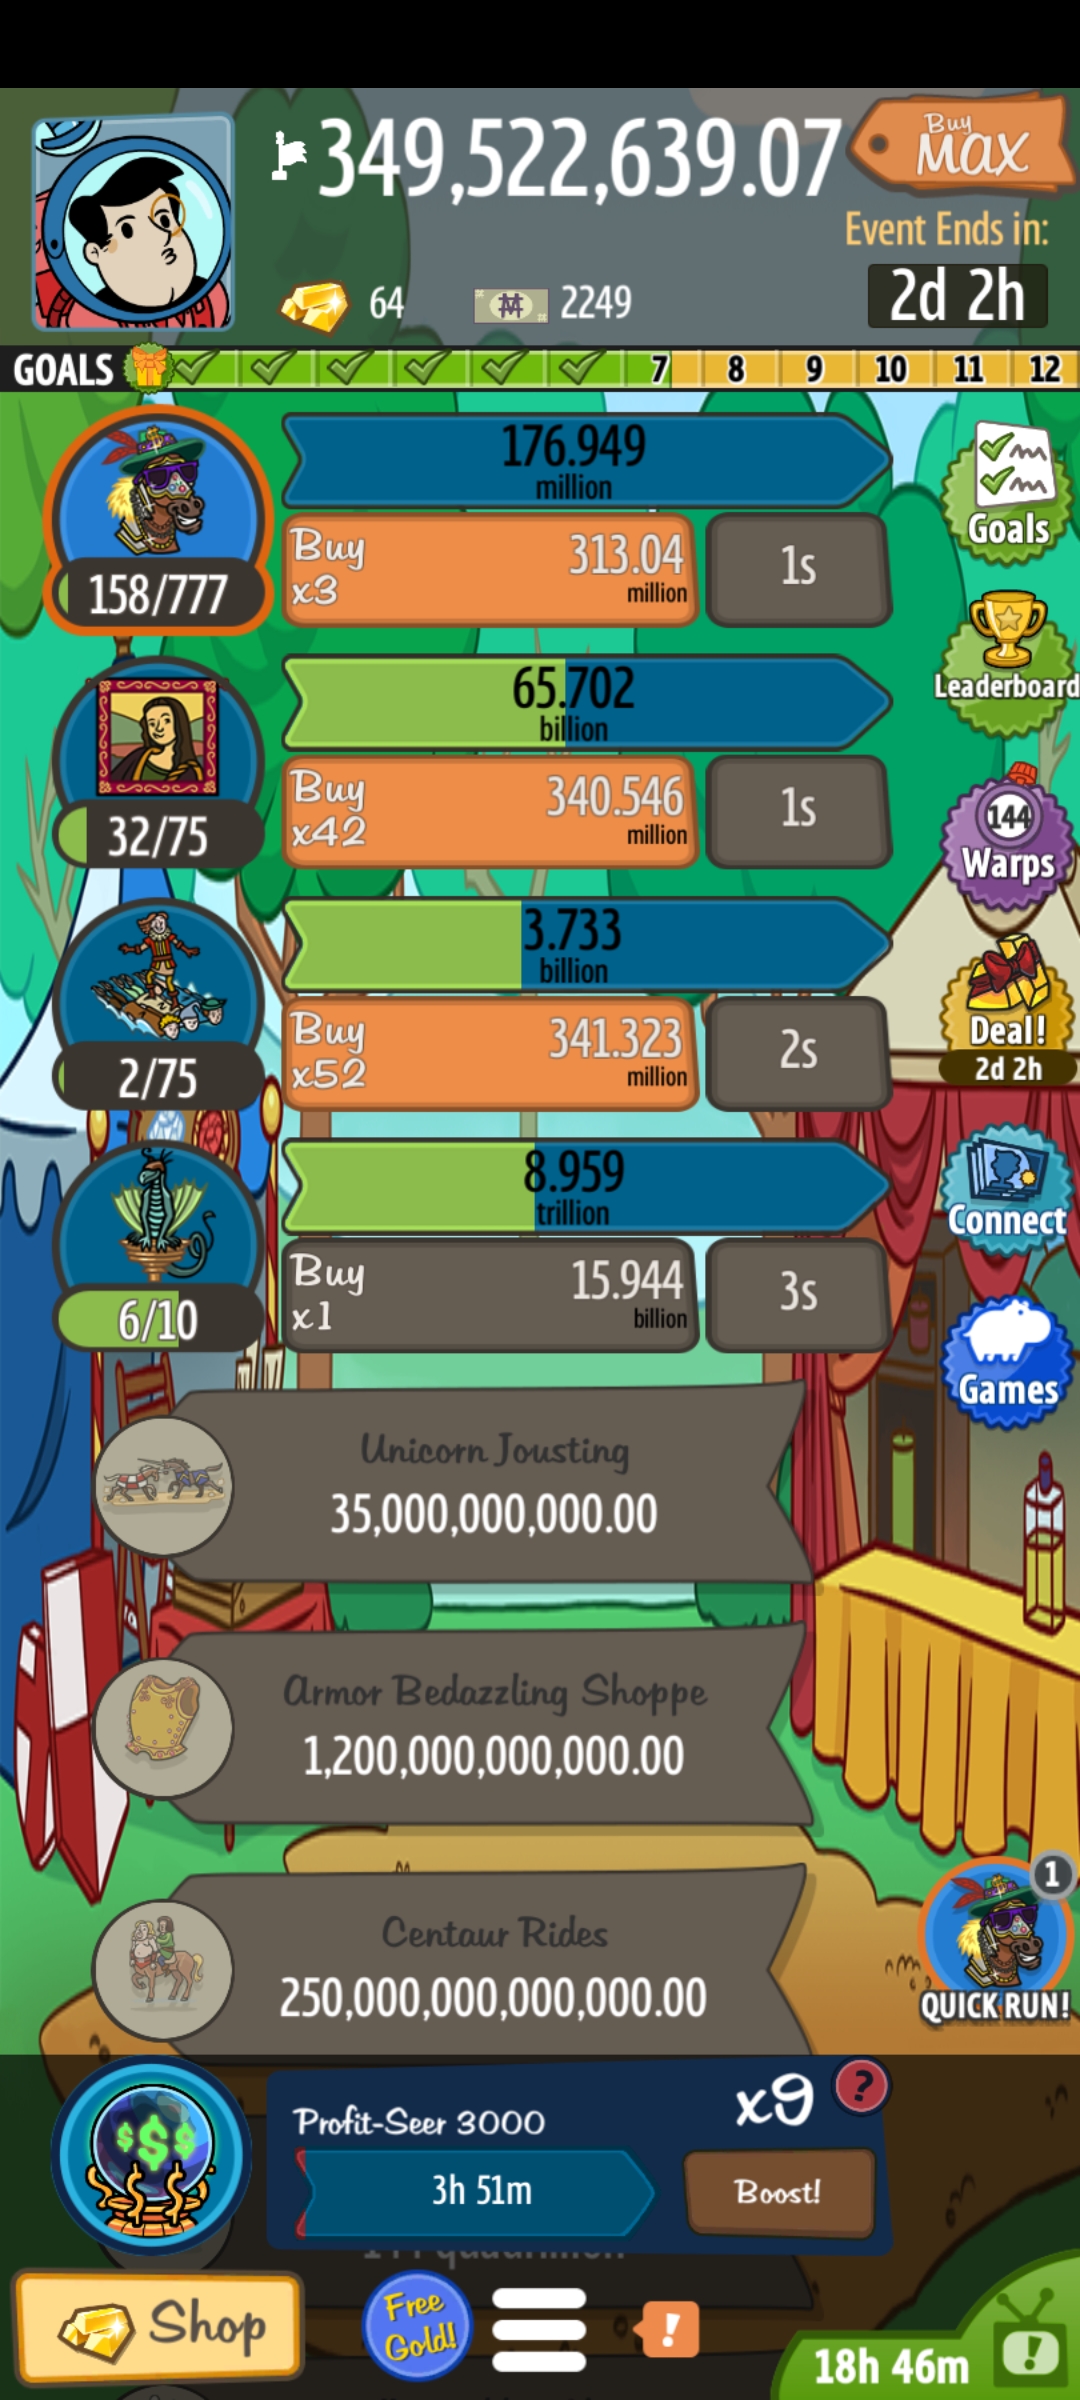 349,522,639.07
Buy
MAX
Event Ends in:
64
2249
2d 2h
GOALS
7 8 9 10 11 12
176.949
million
Buy
x3
313.04
million
1s
158/777
Goals
65.702
billion
Buy
x42
340.546
million
1s
32/75
Leaderboard
144
Warps
3.733
billion
Buy
x52
341.323
million
2s
2/75
Deal!
2d 2h
8.959
trillion
Buy
x1
15.944
billion
3s
6/10
Connect
Games
Unicorn Jousting
35,000,000,000.00
Armor Bedazzling Shoppe
1,200,000,000,000.00
Centaur Rides
250,000,000,000,000.00
1
QUICK RUN!
$$$
Profit-Seer 3000
x9
?
3h 51m
Boost!
Shop
Free
Gold!
!
18h 46m
!